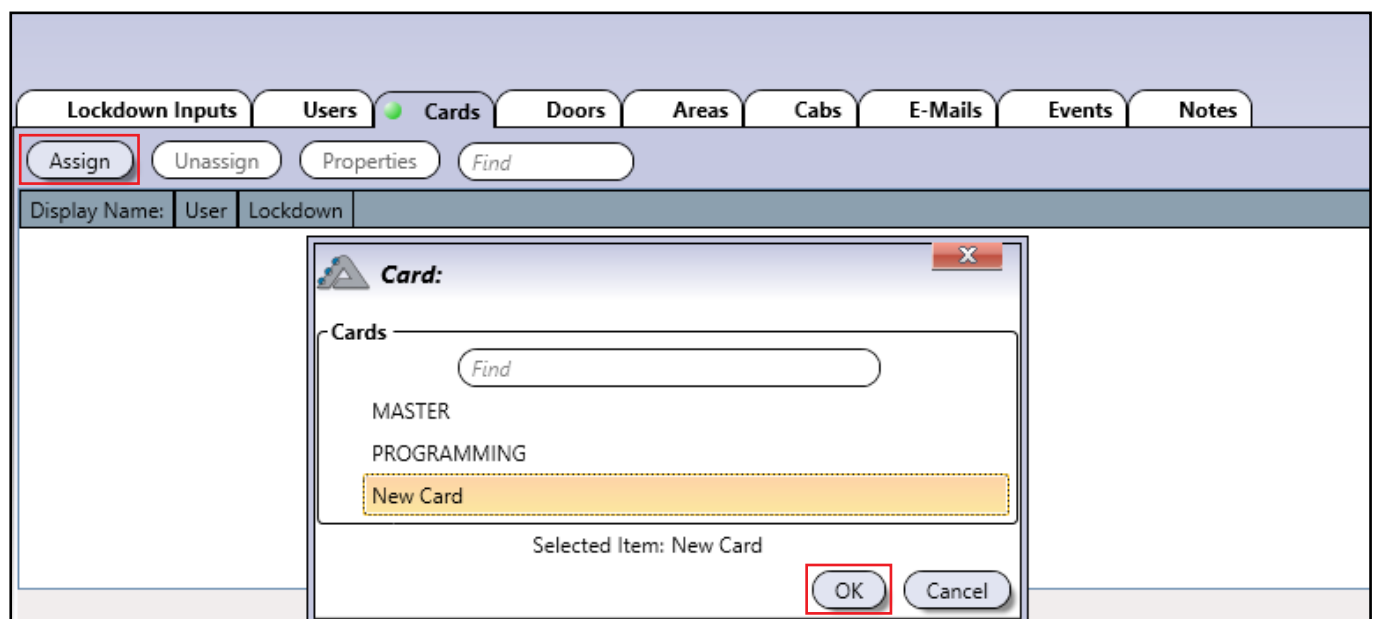 Lockdown Inputs Users Cards Doors Areas Cabs E-Mails Events Notes
Assign Unassign Properties Find
Display Name: User Lockdown
X
Card:
Cards
Find
MASTER
PROGRAMMING
New Card
Selected Item: New Card
OK Cancel